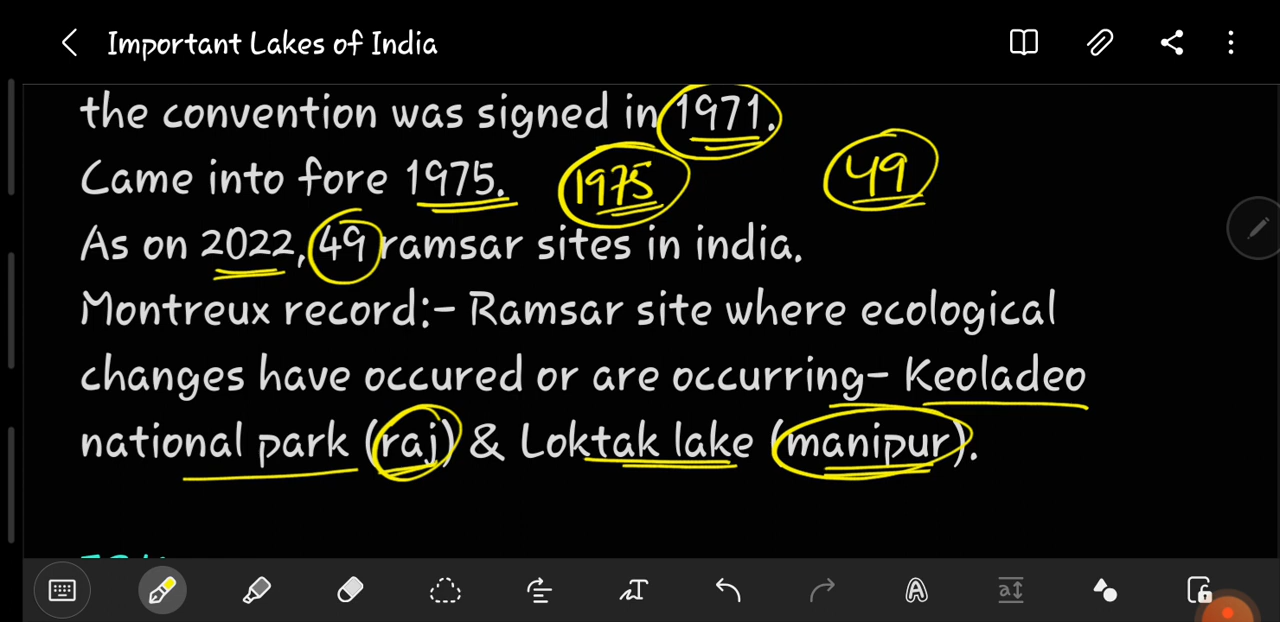 Important Lakes of India
the convention was signed in 1971.
Came into fore 1975. 1975 49
As on 2022, 49 ramsar sites in india.
Montreux record:- Ramsar site where ecological
changes have occured or are occurring- Keoladeo
national park (raj) & Loktak lake (manipur).